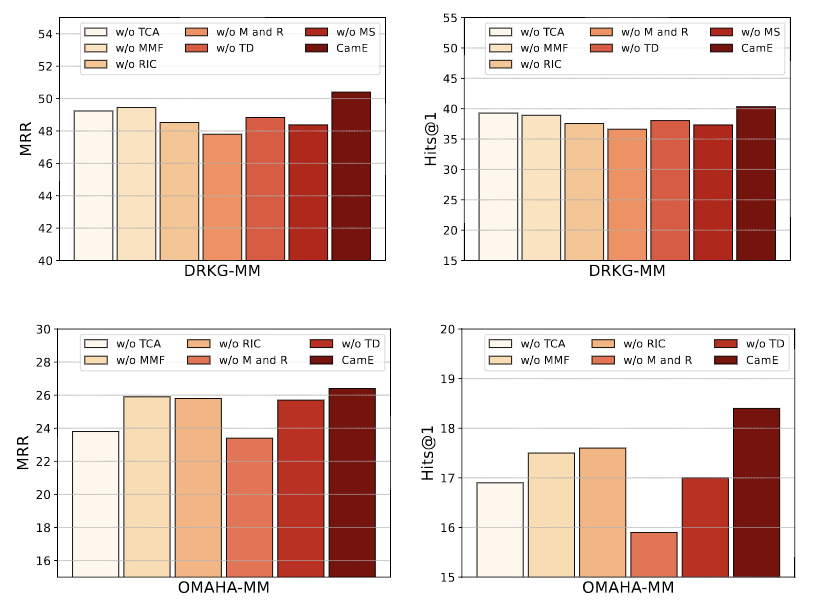 54
52
50
48
46
44
42
40
MRR
w/o TCA
w/o MMF
w/o RIC
w/o M and R
w/o TD
w/o MS
CamE
DRKG-MM
55
50
45
40
35
30
25
20
15
Hits@1
w/o TCA
w/o MMF
w/o RIC
w/o M and R
w/o TD
w/o MS
CamE
DRKG-MM
30
28
26
24
22
20
18
16
MRR
w/o TCA
w/o MMF
w/o RIC
w/o M and R
w/o TD
CamE
OMAHA-MM
20
19
18
17
16
15
Hits@1
w/o TCA
w/o MMF
w/o RIC
w/o M and R
w/o TD
CamE
OMAHA-MM